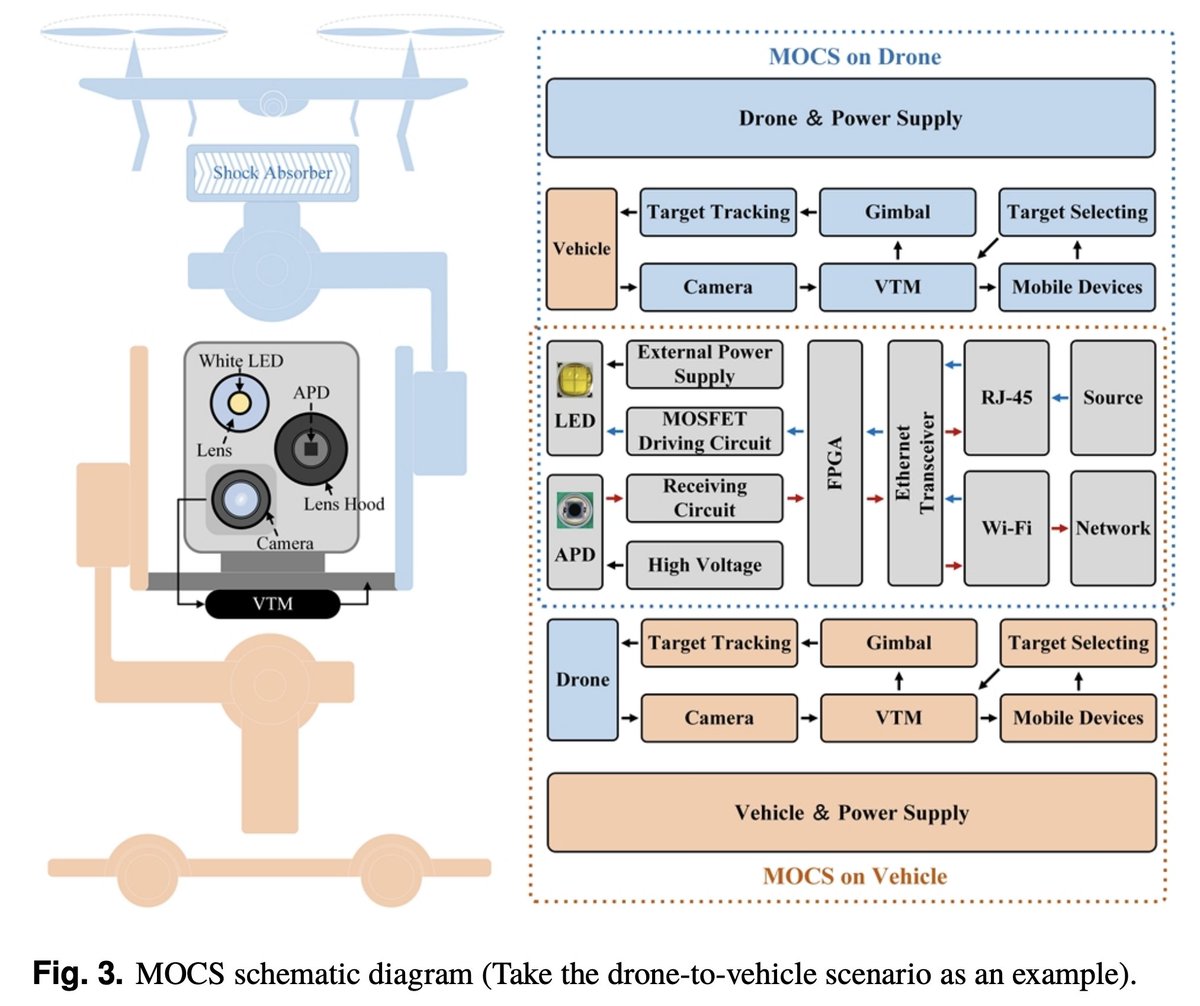 Shock Absorber
White LED
APD
Lens
Lens Hood
Camera
VTM
MOCS on Drone
Drone & Power Supply
Vehicle
Target Tracking
Gimbal
Target Selecting
Camera
VTM
Mobile Devices
LED
External Power
Supply
MOSFET
Driving Circuit
APD
Receiving
Circuit
High Voltage
FPGA
Ethernet
Transceiver
RJ-45
Source
Wi-Fi
Network
Drone
Target Tracking
Gimbal
Target Selecting
Camera
VTM
Mobile Devices
Vehicle & Power Supply
MOCS on Vehicle
Fig. 3. MOCS schematic diagram (Take the drone-to-vehicle scenario as an example).